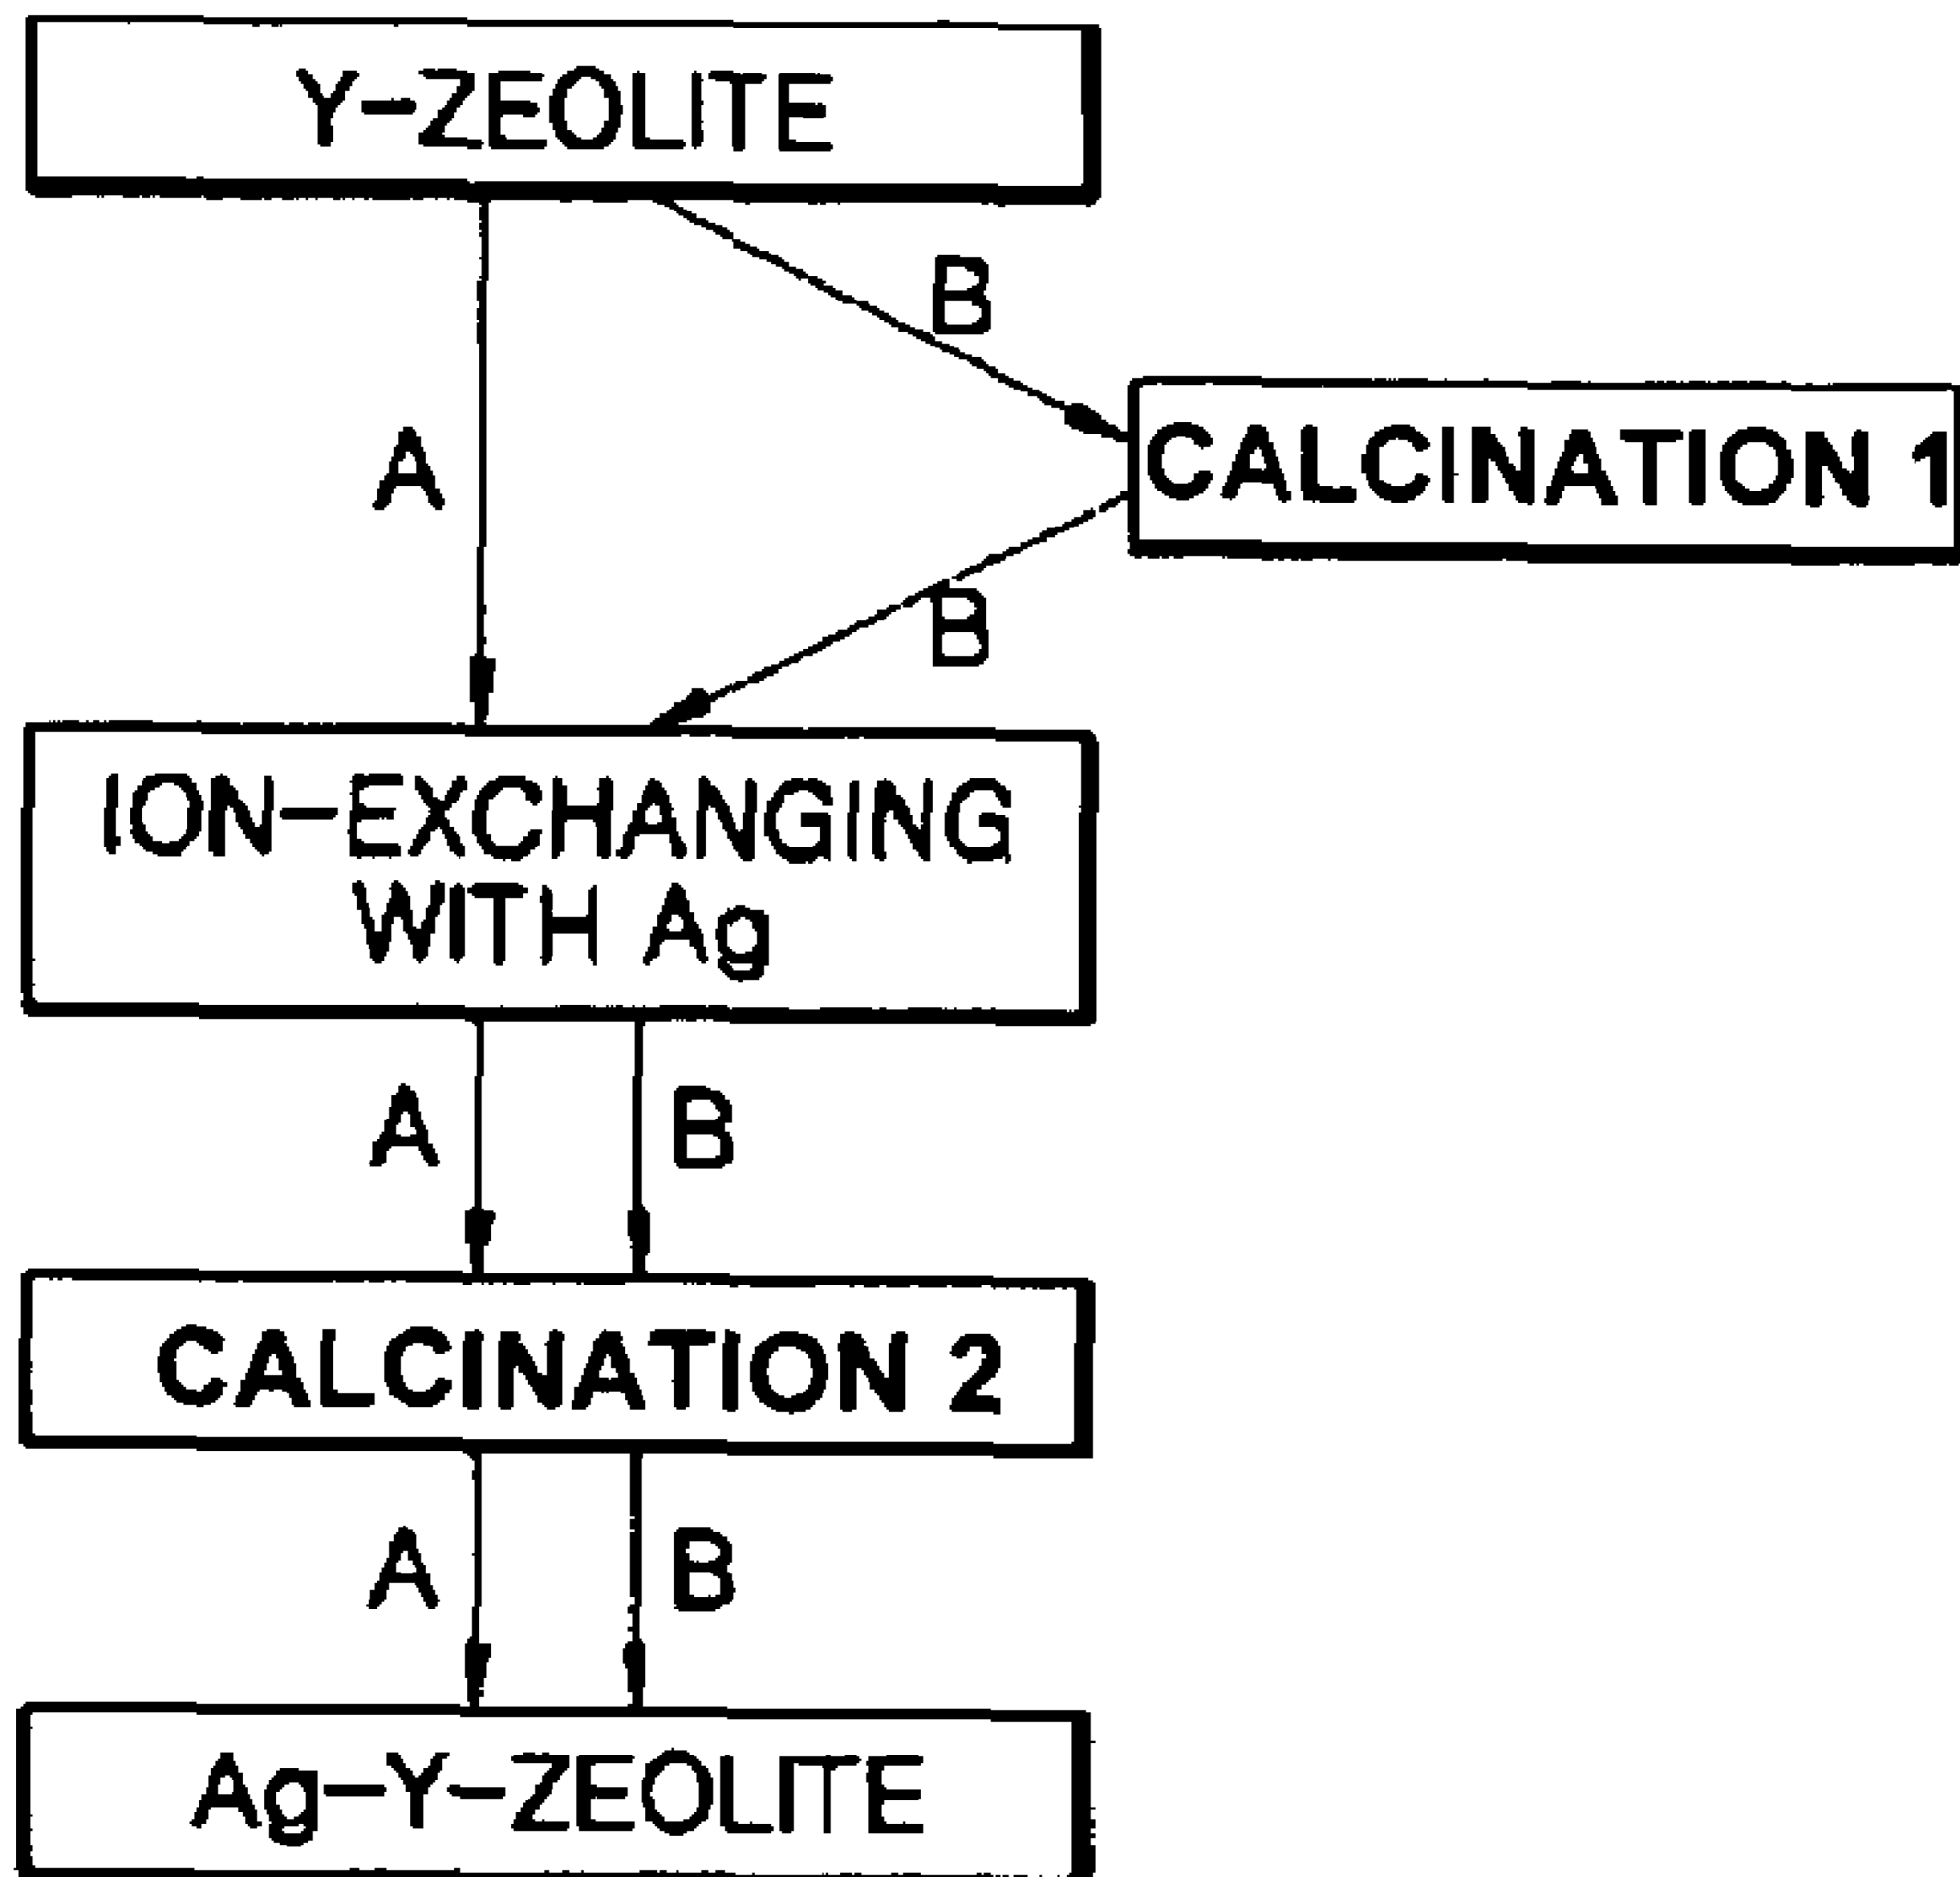 Y-ZEOLITE
B
A
CALCINATION 1
B
ION-EXCHANGING
WITH Ag
A B
CALCINATION 2
A B
Ag-Y-ZEOLITE